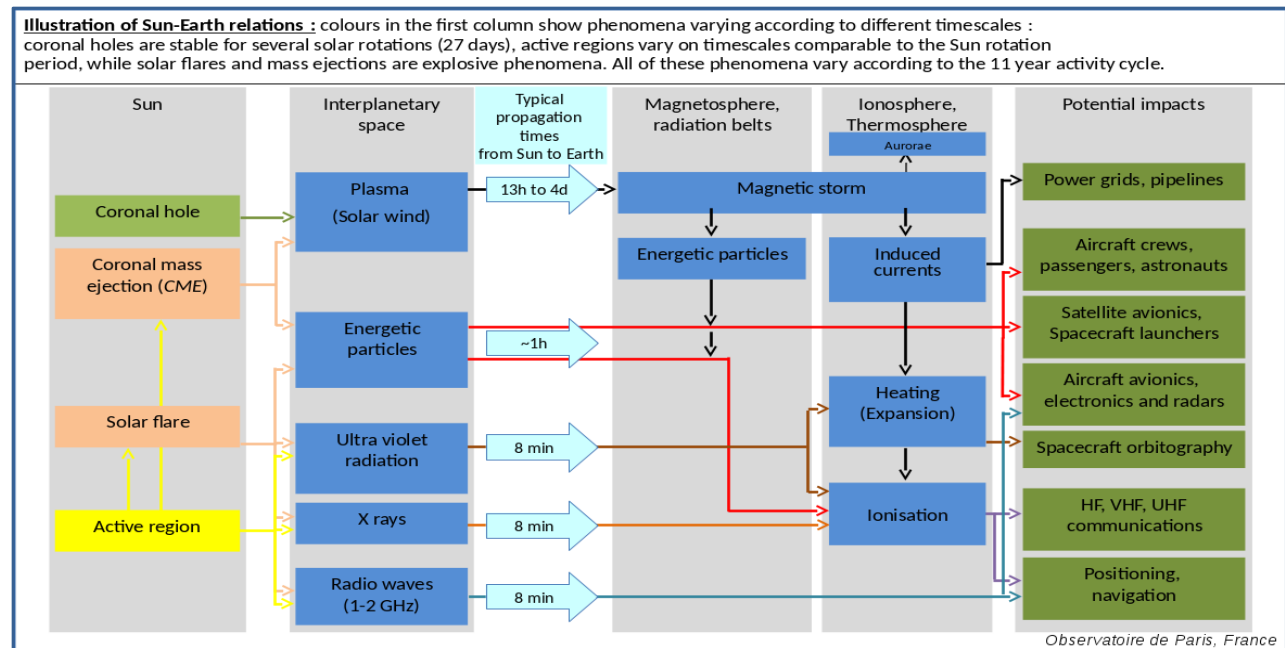 Illustration of Sun-Earth relations : colours in the first column show phenomena varying according to different timescales :
coronal holes are stable for several solar rotations (27 days), active regions vary on timescales comparable to the Sun rotation
period, while solar flares and mass ejections are explosive phenomena. All of these phenomena vary according to the 11 year activity cycle.
Sun
Interplanetary
space
Typical
propagation
times
from Sun to Earth
Magnetosphere,
radiation belts
Ionosphere,
Thermosphere
Potential impacts
Coronal hole
Coronal mass
ejection (CME)
Solar flare
Active region
Plasma
(Solar wind)
Energetic
particles
Ultra violet
radiation
X rays
Radio waves
(1-2 GHz)
13h to 4d
~1h
8 min
8 min
8 min
Aurorae
Magnetic storm
Energetic particles
Induced
currents
Heating
(Expansion)
Ionisation
Power grids, pipelines
Aircraft crews,
passengers, astronauts
Satellite avionics,
Spacecraft launchers
Aircraft avionics,
electronics and radars
Spacecraft orbitography
HF, VHF, UHF
communications
Positioning,
navigation
Observatoire de Paris, France